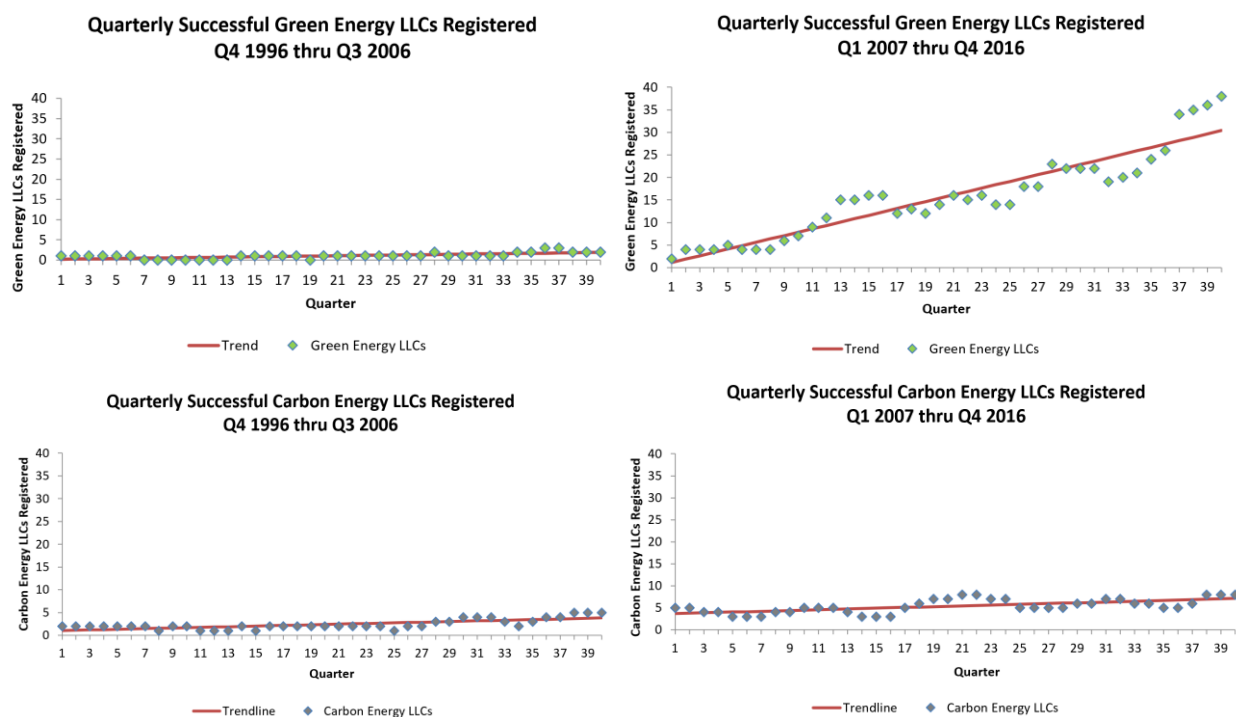 Quarterly Successful Green Energy LLCs Registered
Q4 1996 thru Q3 2006
Green Energy LLCs Registered
40
35
30
25
20
15
10
5
0
1 3 5 7 9 11 13 15 17 19 21 23 25 27 29 31 33 35 37 39
Quarter
Trend Green Energy LLCs
Quarterly Successful Green Energy LLCs Registered
Q1 2007 thru Q4 2016
Green Energy LLCs Registered
40
35
30
25
20
15
10
5
0
1 3 5 7 9 11 13 15 17 19 21 23 25 27 29 31 33 35 37 39
Quarter
Trend Green Energy LLCs
Quarterly Successful Carbon Energy LLCs Registered
Q4 1996 thru Q3 2006
Carbon Energy LLCs Registered
40
35
30
25
20
15
10
5
0
1 3 5 7 9 11 13 15 17 19 21 23 25 27 29 31 33 35 37 39
Quarter
Trendline Carbon Energy LLCs
Quarterly Successful Carbon Energy LLCs Registered
Q1 2007 thru Q4 2016
Carbon Energy LLCs Registered
40
35
30
25
20
15
10
5
0
1 3 5 7 9 11 13 15 17 19 21 23 25 27 29 31 33 35 37 39
Quarter
Trendline Carbon Energy LLCs